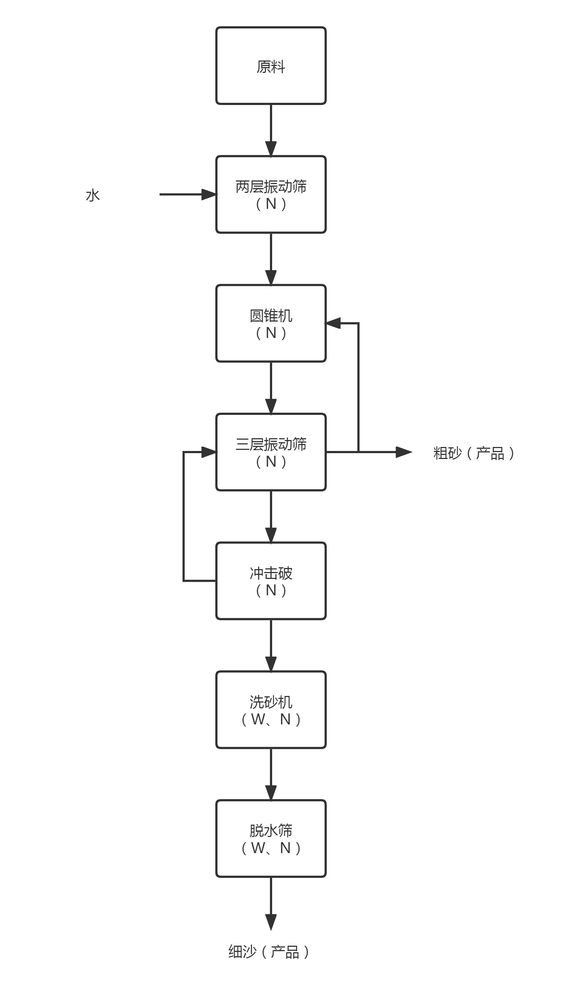 原料
水
两层振动筛
（N）
圆锥机
（N）
三层振动筛
（N）
粗砂（产品）
冲击破
（N）
洗砂机
（W、N）
脱水筛
（W、N）
细沙（产品）